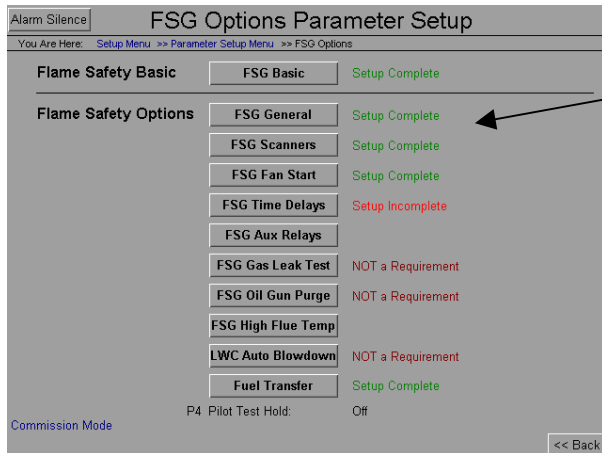 Alarm Silence FSG Options Parameter Setup
You Are Here: Setup Menu >> Parameter Setup Menu >> FSG Options
Flame Safety Basic FSG Basic Setup Complete
Flame Safety Options FSG General Setup Complete
FSG Scanners Setup Complete
FSG Fan Start Setup Complete
FSG Time Delays Setup Incomplete
FSG Aux Relays
FSG Gas Leak Test NOT a Requirement
FSG Oil Gun Purge NOT a Requirement
FSG High Flue Temp
LWC Auto Blowdown NOT a Requirement
Fuel Transfer Setup Complete
P4 Pilot Test Hold: Off
Commission Mode
<< Back